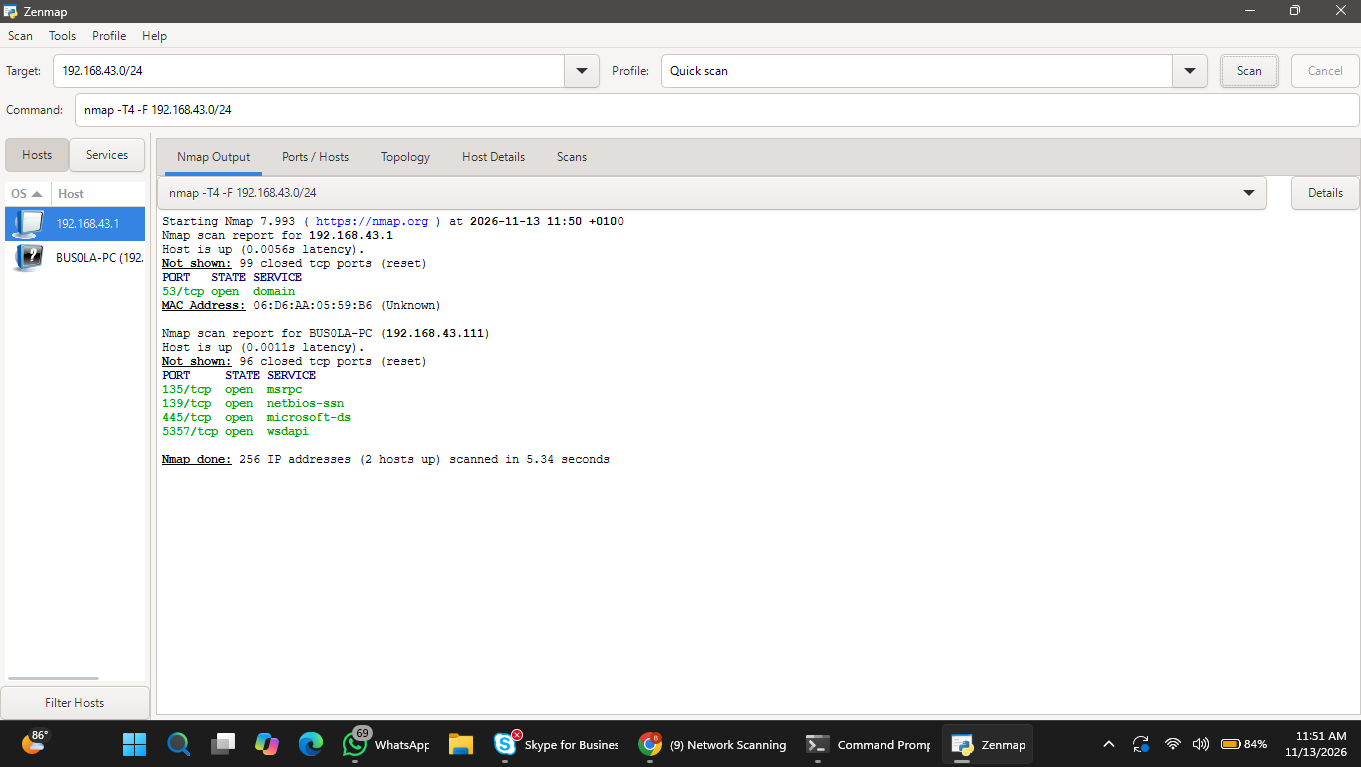 Zenmap
Scan Tools Profile Help
Target: 192.168.43.0/24 Profile: Quick scan Scan Cancel
Command: nmap -T4 -F 192.168.43.0/24
Hosts Services
Nmap Output Ports / Hosts Topology Host Details Scans
OS Host
nmap -T4 -F 192.168.43.0/24 Details
192.168.43.1
BUS0LA-PC (192.
Starting Nmap 7.993 ( https://nmap.org ) at 2026-11-13 11:50 +0100
Nmap scan report for 192.168.43.1
Host is up (0.0056s latency).
Not shown: 99 closed tcp ports (reset)
PORT STATE SERVICE
53/tcp open domain
MAC Address: 06:D6:AA:05:59:B6 (Unknown)
Nmap scan report for BUS0LA-PC (192.168.43.111)
Host is up (0.0011s latency).
Not shown: 96 closed tcp ports (reset)
PORT STATE SERVICE
135/tcp open msrpc
139/tcp open netbios-ssn
445/tcp open microsoft-ds
5357/tcp open wsdapi
Nmap done: 256 IP addresses (2 hosts up) scanned in 5.34 seconds
Filter Hosts
86°
69
WhatsApp
Skype for Busines
(9) Network Scanning
Command Promp
Zenmap
84%
11:51 AM
11/13/2026